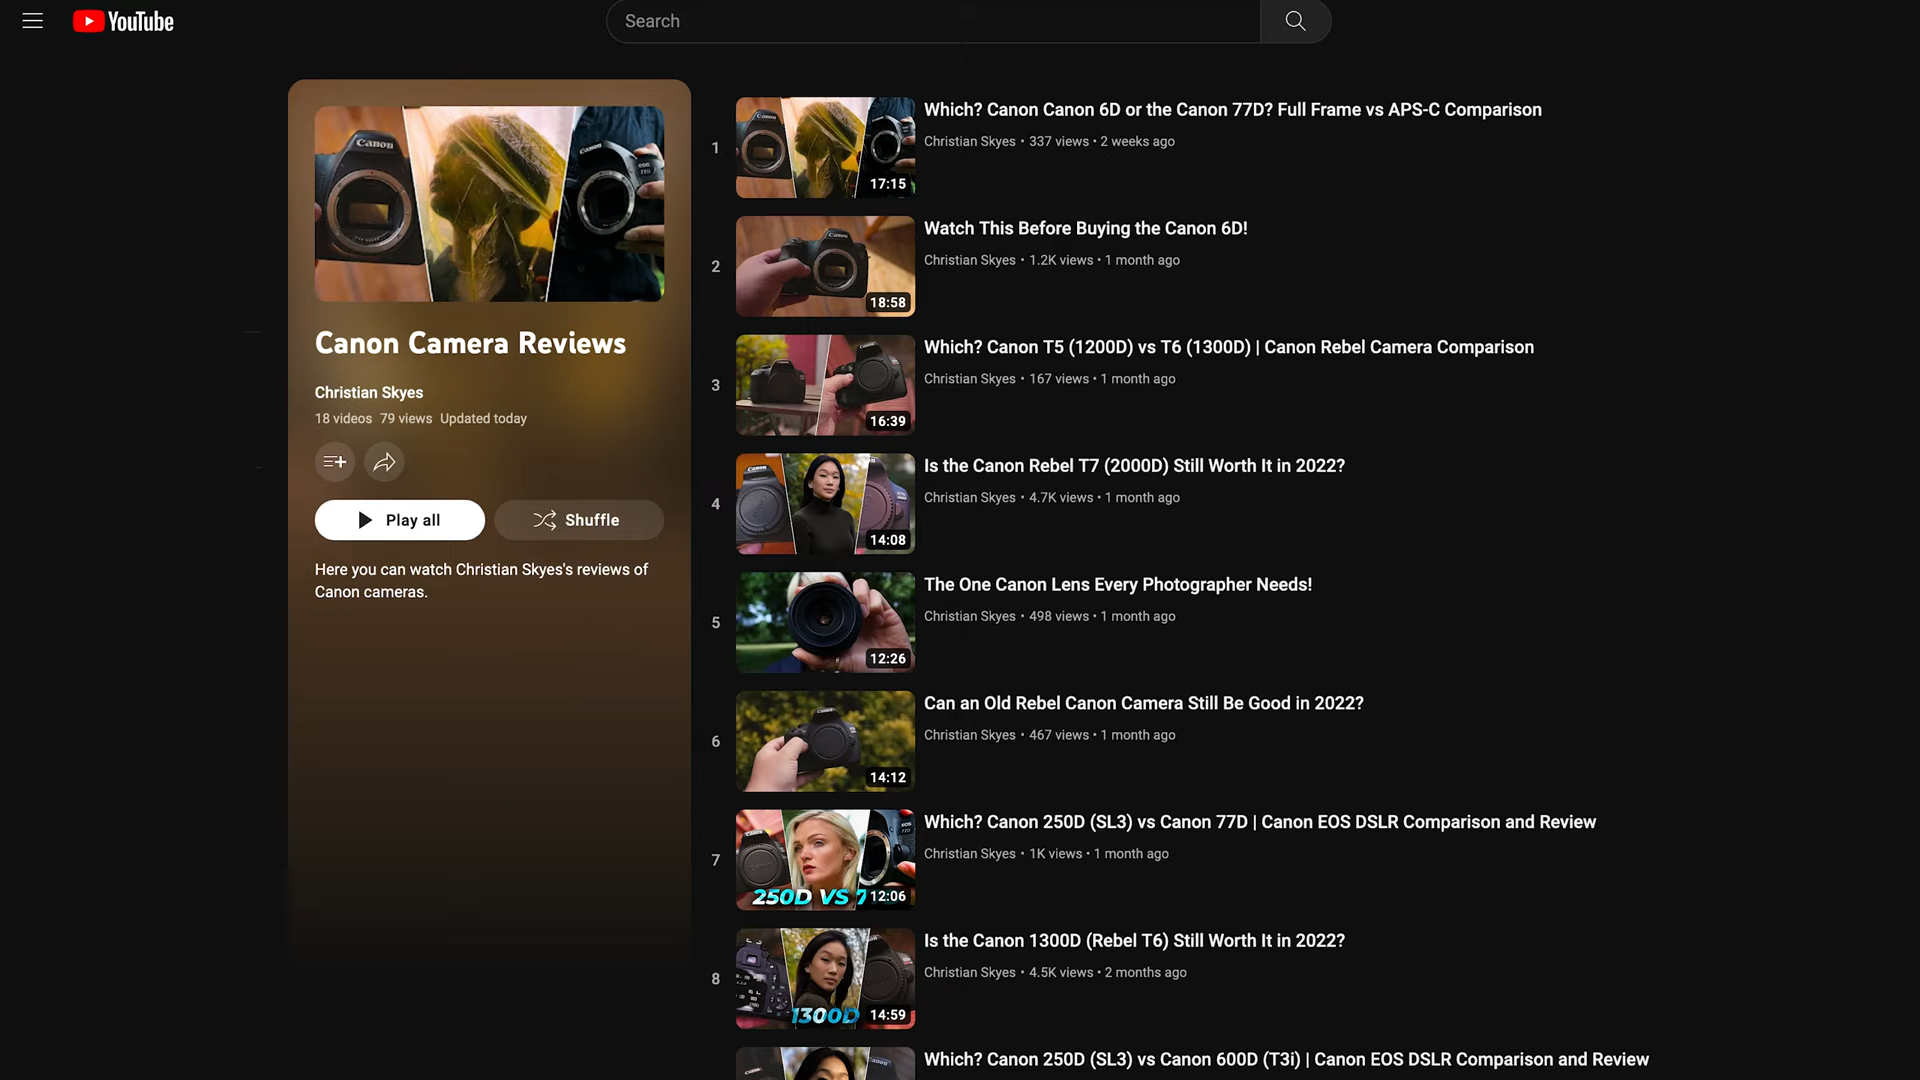 YouTube
Search
Canon
Canon
EOS
77D
Canon Camera Reviews
Christian Skyes
18 videos 79 views Updated today
Play all
Shuffle
Here you can watch Christian Skyes's reviews of
Canon cameras.
1
17:15
Which? Canon Canon 6D or the Canon 77D? Full Frame vs APS-C Comparison
Christian Skyes • 337 views • 2 weeks ago
2
18:58
Watch This Before Buying the Canon 6D!
Christian Skyes • 1.2K views • 1 month ago
3
16:39
Which? Canon T5 (1200D) vs T6 (1300D) | Canon Rebel Camera Comparison
Christian Skyes • 167 views • 1 month ago
4
14:08
Is the Canon Rebel T7 (2000D) Still Worth It in 2022?
Christian Skyes • 4.7K views • 1 month ago
5
12:26
The One Canon Lens Every Photographer Needs!
Christian Skyes • 498 views • 1 month ago
6
14:12
Can an Old Rebel Canon Camera Still Be Good in 2022?
Christian Skyes • 467 views • 1 month ago
7
250D VS 7
12:06
Which? Canon 250D (SL3) vs Canon 77D | Canon EOS DSLR Comparison and Review
Christian Skyes • 1K views • 1 month ago
8
1300D
14:59
Is the Canon 1300D (Rebel T6) Still Worth It in 2022?
Christian Skyes • 4.5K views • 2 months ago
Which? Canon 250D (SL3) vs Canon 600D (T3i) | Canon EOS DSLR Comparison and Review